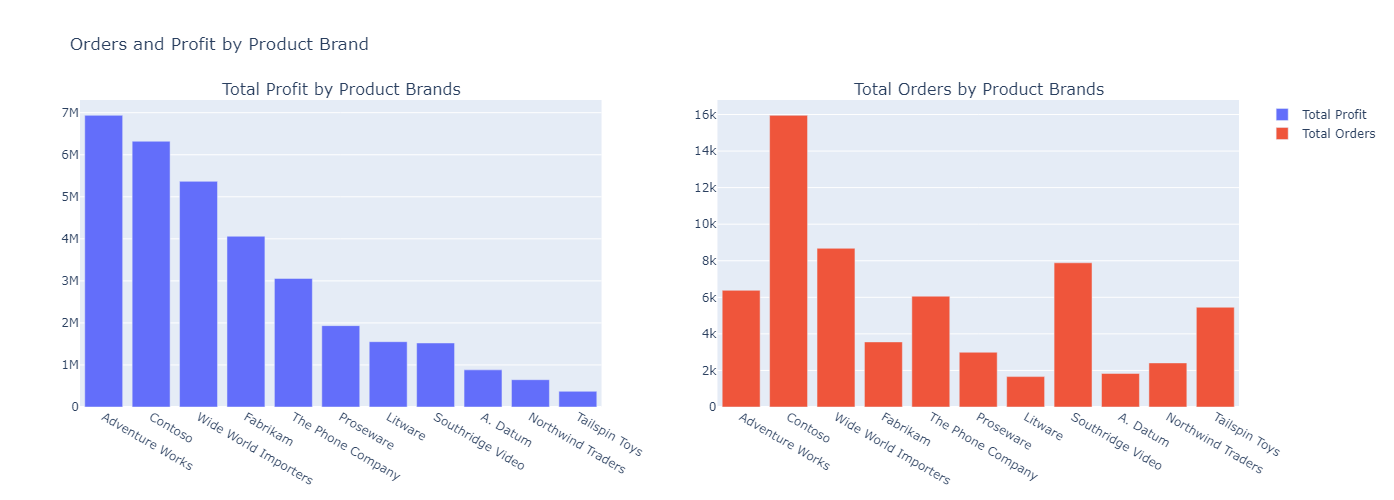 Orders and Profit by Product Brand
Total Profit by Product Brands
7M
6M
5M
4M
3M
2M
1M
0
Adventure Works
Contoso
Wide World Importers
Fabrikam
The Phone Company
Proseware
Litware
Southridge Video
A. Datum
Northwind Traders
Tailspin Toys
Total Orders by Product Brands
16k
14k
12k
10k
8k
6k
4k
2k
0
Adventure Works
Contoso
Wide World Importers
Fabrikam
The Phone Company
Proseware
Litware
Southridge Video
A. Datum
Northwind Traders
Tailspin Toys
Total Profit
Total Orders